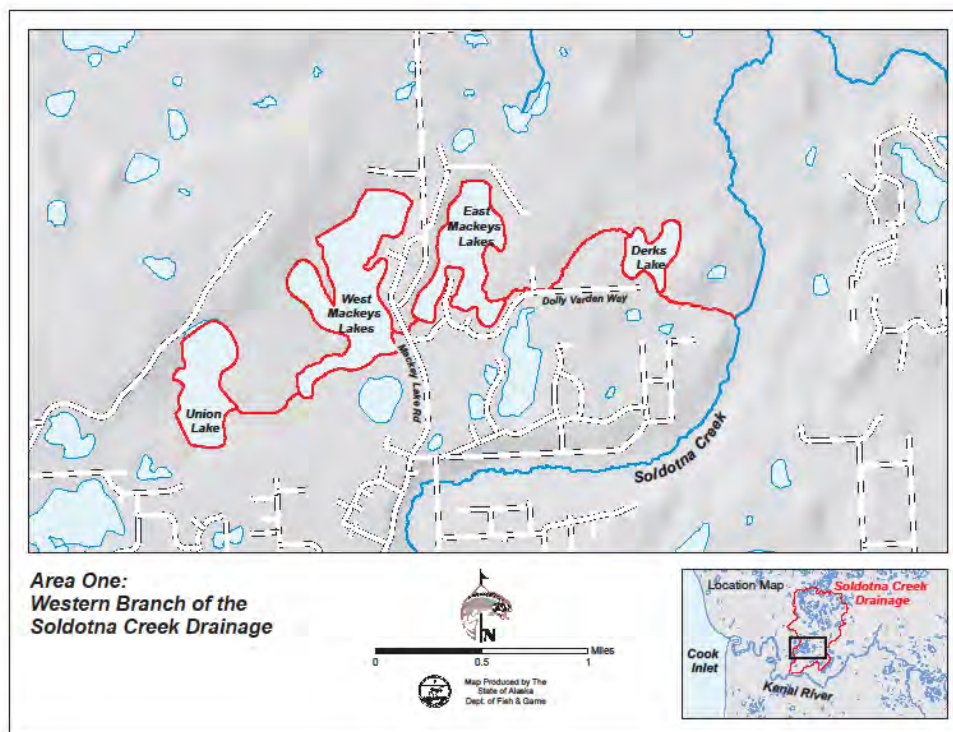 East
Mackeys
Lakes
Derks
Lake
West
Mackeys
Lakes
Dolly Varden Way
Mackey Lake Rd
Union
Lake
Soldotna Creek
Area One:
Western Branch of the
Soldotna Creek Drainage
N
Miles
0 0.5 1
Map Produced by The
State of Alaska
Dept. of Fish & Game
Location Map
Soldotna Creek
Drainage
Cook
Inlet
Kenai River